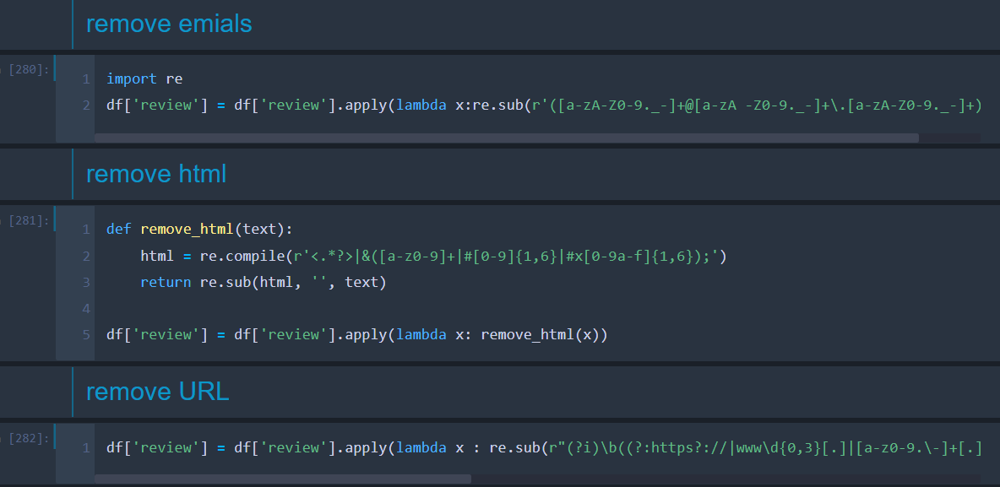 remove emials
[280]:
1 import re
2 df['review'] = df['review'].apply(lambda x:re.sub(r'([a-zA-Z0-9._-]+@[a-zA -Z0-9._-]+\.[a-zA-Z0-9._-]+)
remove html
[281]:
1 def remove_html(text):
2     html = re.compile(r'<.*?>|&([a-z0-9]+|#[0-9]{1,6}|#x[0-9a-f]{1,6});')
3     return re.sub(html, '', text)
4
5 df['review'] = df['review'].apply(lambda x: remove_html(x))
remove URL
[282]:
1 df['review'] = df['review'].apply(lambda x : re.sub(r"(?i)\b((?:https?://|www\d{0,3}[.]|[a-z0-9.\-]+[.]